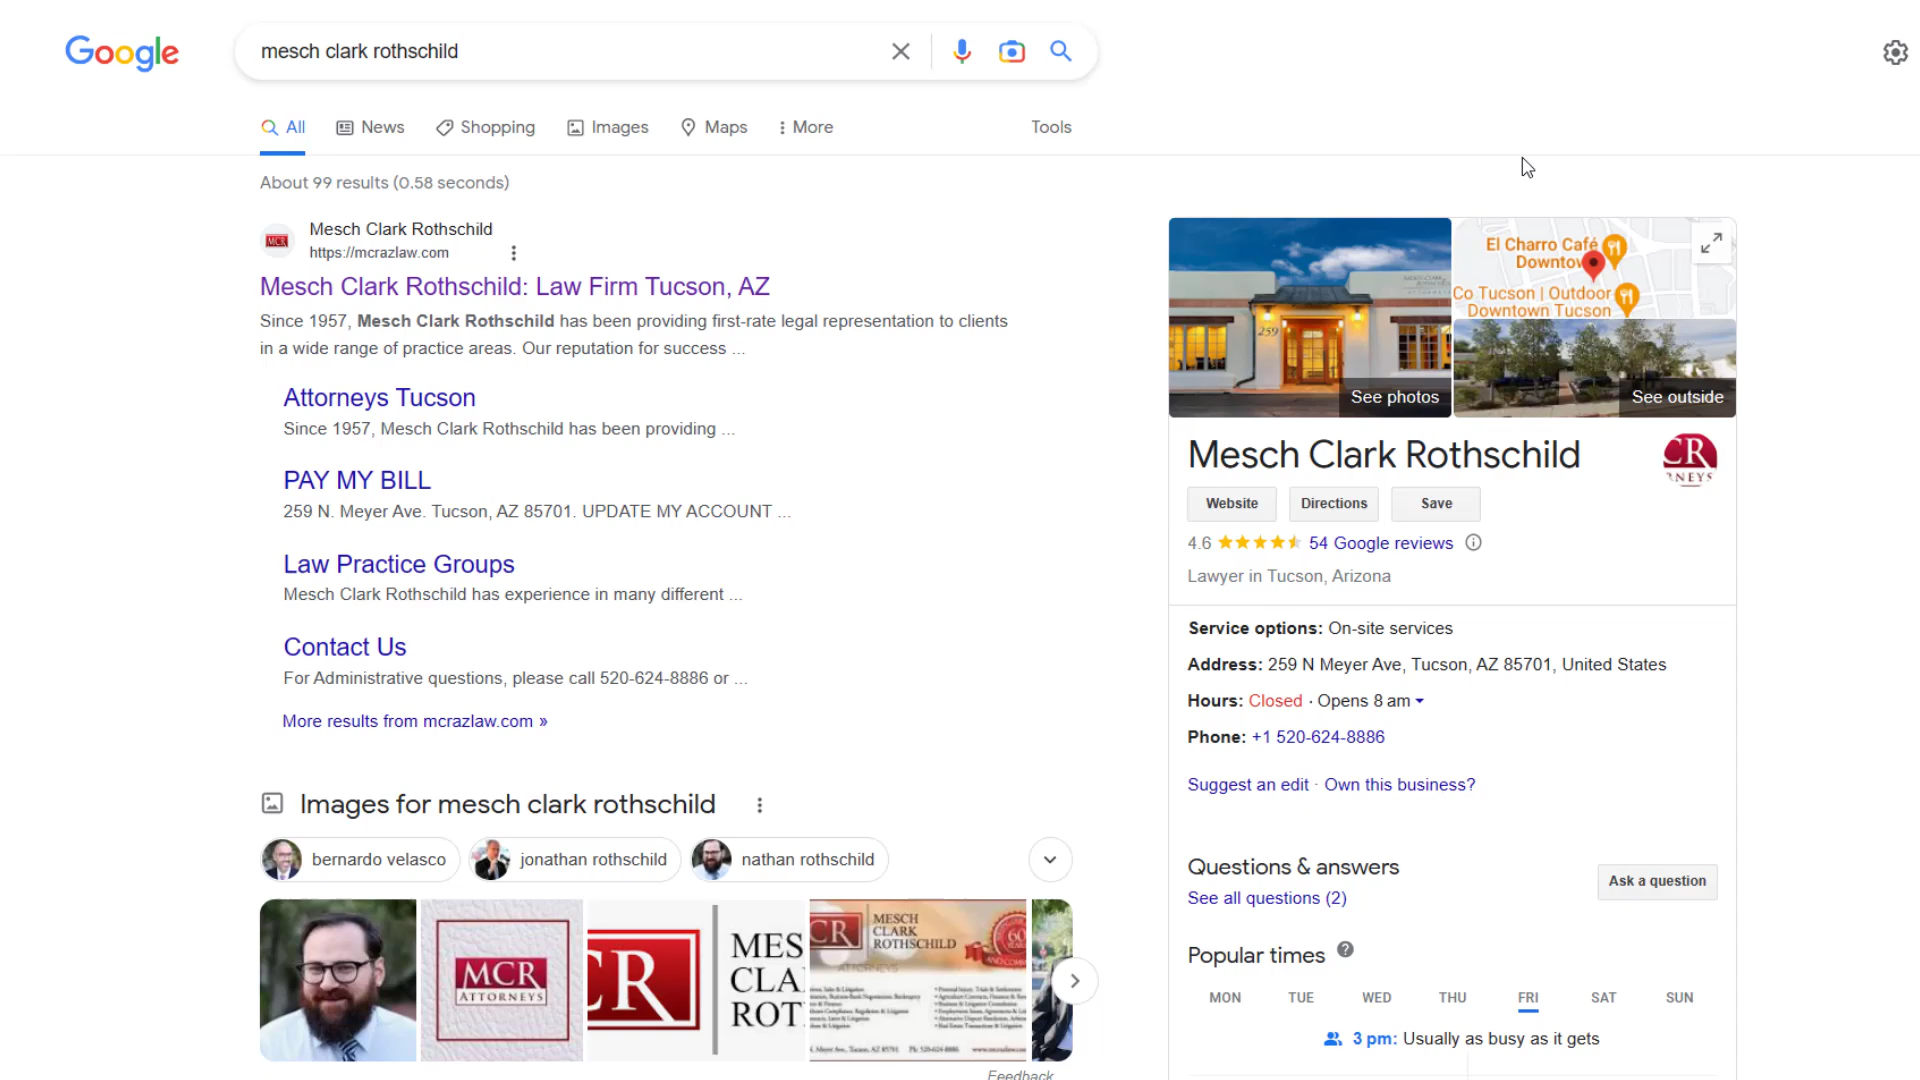 Google
mesch clark rothschild
All
News
Shopping
Images
Maps
More
Tools
About 99 results (0.58 seconds)
MCR
Mesch Clark Rothschild
https://mcrazlaw.com
Mesch Clark Rothschild: Law Firm Tucson, AZ
Since 1957, Mesch Clark Rothschild has been providing first-rate legal representation to clients
in a wide range of practice areas. Our reputation for success ...
Attorneys Tucson
Since 1957, Mesch Clark Rothschild has been providing ...
PAY MY BILL
259 N. Meyer Ave. Tucson, AZ 85701. UPDATE MY ACCOUNT ...
Law Practice Groups
Mesch Clark Rothschild has experience in many different ...
Contact Us
For Administrative questions, please call 520-624-8886 or ...
More results from mcrazlaw.com »
Images for mesch clark rothschild
bernardo velasco
jonathan rothschild
nathan rothschild
MCR
ATTORNEYS
CR
MES
CLA
ROT
CR
MESCH
CLARK
ROTHSCHILD
ATTORNEYS
60
Feedback
259
See photos
El Charro Café
Downtow
Co Tucson | Outdoor
Downtown Tucson
See outside
Mesch Clark Rothschild
CR
RNEYS
Website
Directions
Save
4.6
54 Google reviews
Lawyer in Tucson, Arizona
Service options: On-site services
Address: 259 N Meyer Ave, Tucson, AZ 85701, United States
Hours: Closed · Opens 8 am
Phone: +1 520-624-8886
Suggest an edit · Own this business?
Questions & answers
See all questions (2)
Ask a question
Popular times
MON TUE WED THU FRI SAT SUN
3 pm: Usually as busy as it gets